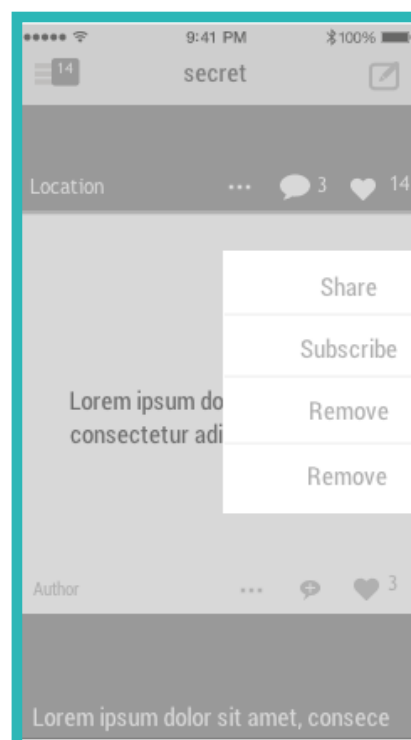 9:41 PM 100%
14 secret
Location 3 14
Share
Subscribe
Lorem ipsum do
Remove
consectetur adi
Remove
Author 3
Lorem ipsum dolor sit amet, consece